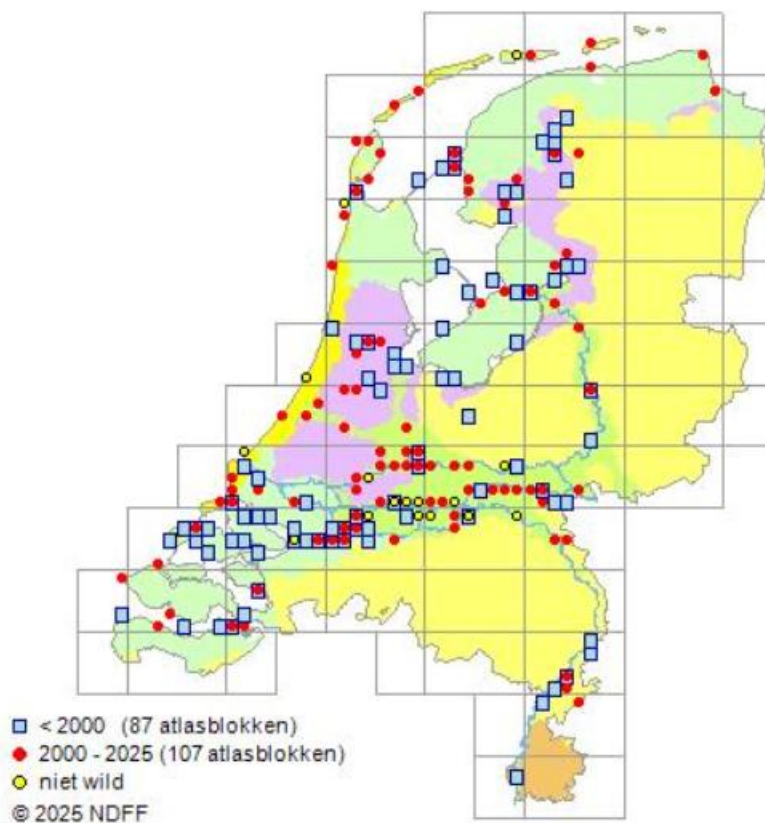 < 2000 (87 atlasblokken)
2000 - 2025 (107 atlasblokken)
niet wild
© 2025 NDFF